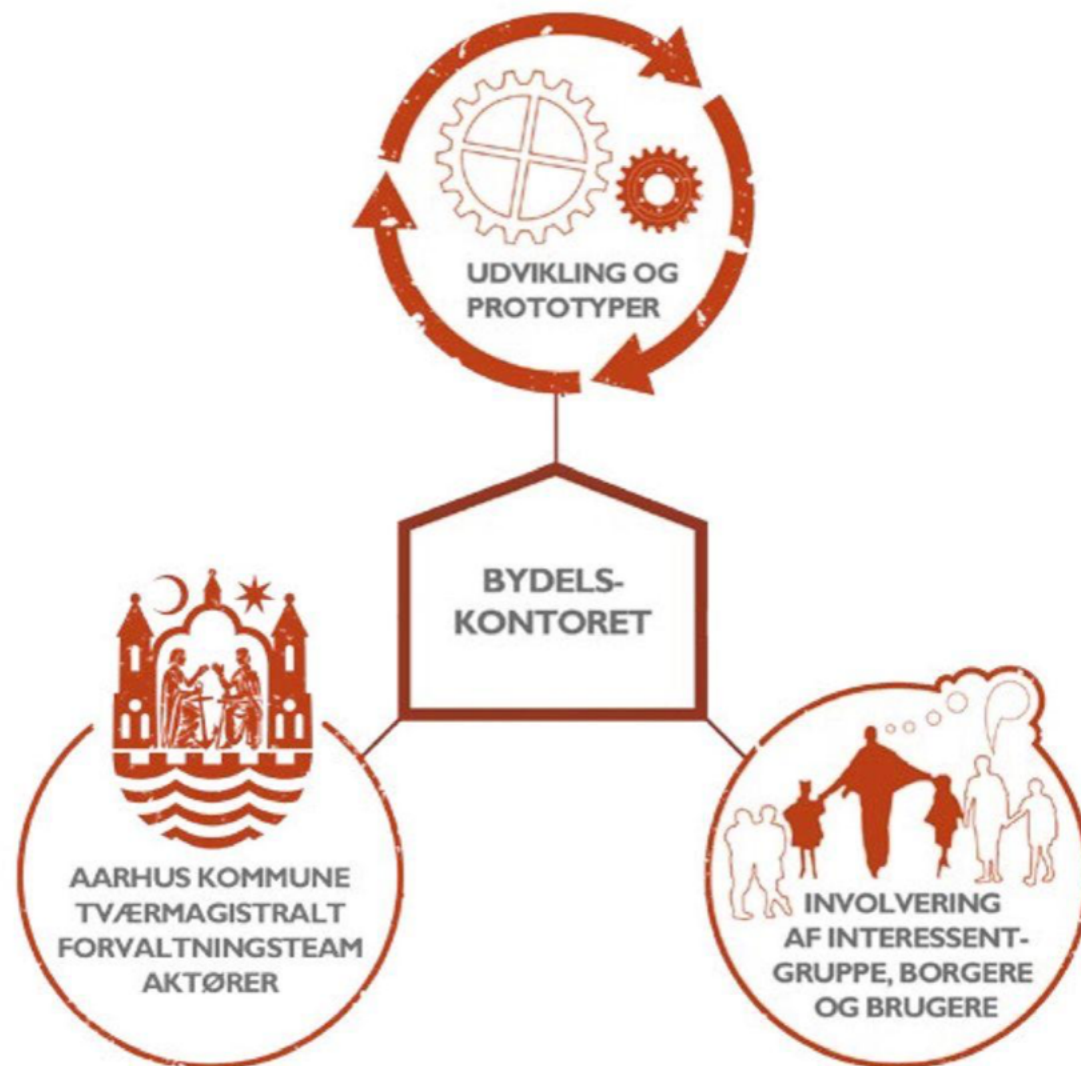 UDVIKLING OG
PROTOTYPER
BYDELS-
KONTORET
AARHUS KOMMUNE
TVÆRMAGISTRALT
FORVALTNINGSTEAM
AKTØRER
INVOLVERING
AF INTERESSENT-
GRUPPE, BORGERE
OG BRUGERE